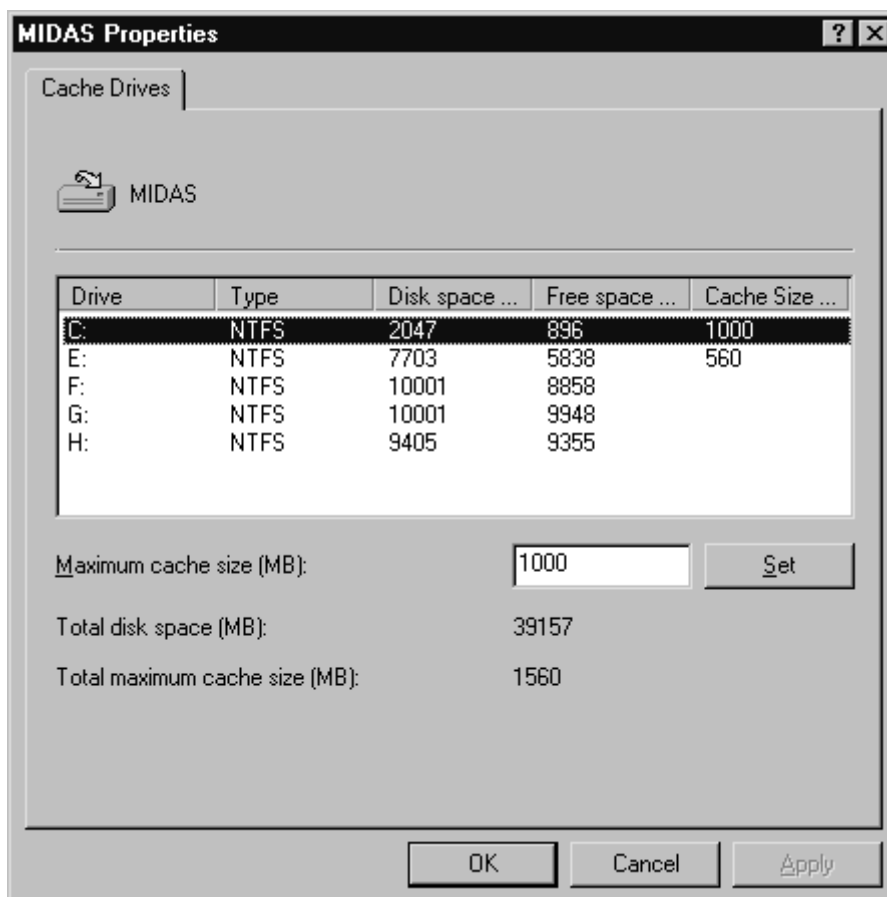 MIDAS Properties
Cache Drives
MIDAS
Drive Type Disk space ... Free space ... Cache Size ...
C: NTFS 2047 896 1000
E: NTFS 7703 5838 560
F: NTFS 10001 8858
G: NTFS 10001 9948
H: NTFS 9405 9355
Maximum cache size (MB): 1000 Set
Total disk space (MB): 39157
Total maximum cache size (MB): 1560
OK Cancel Apply